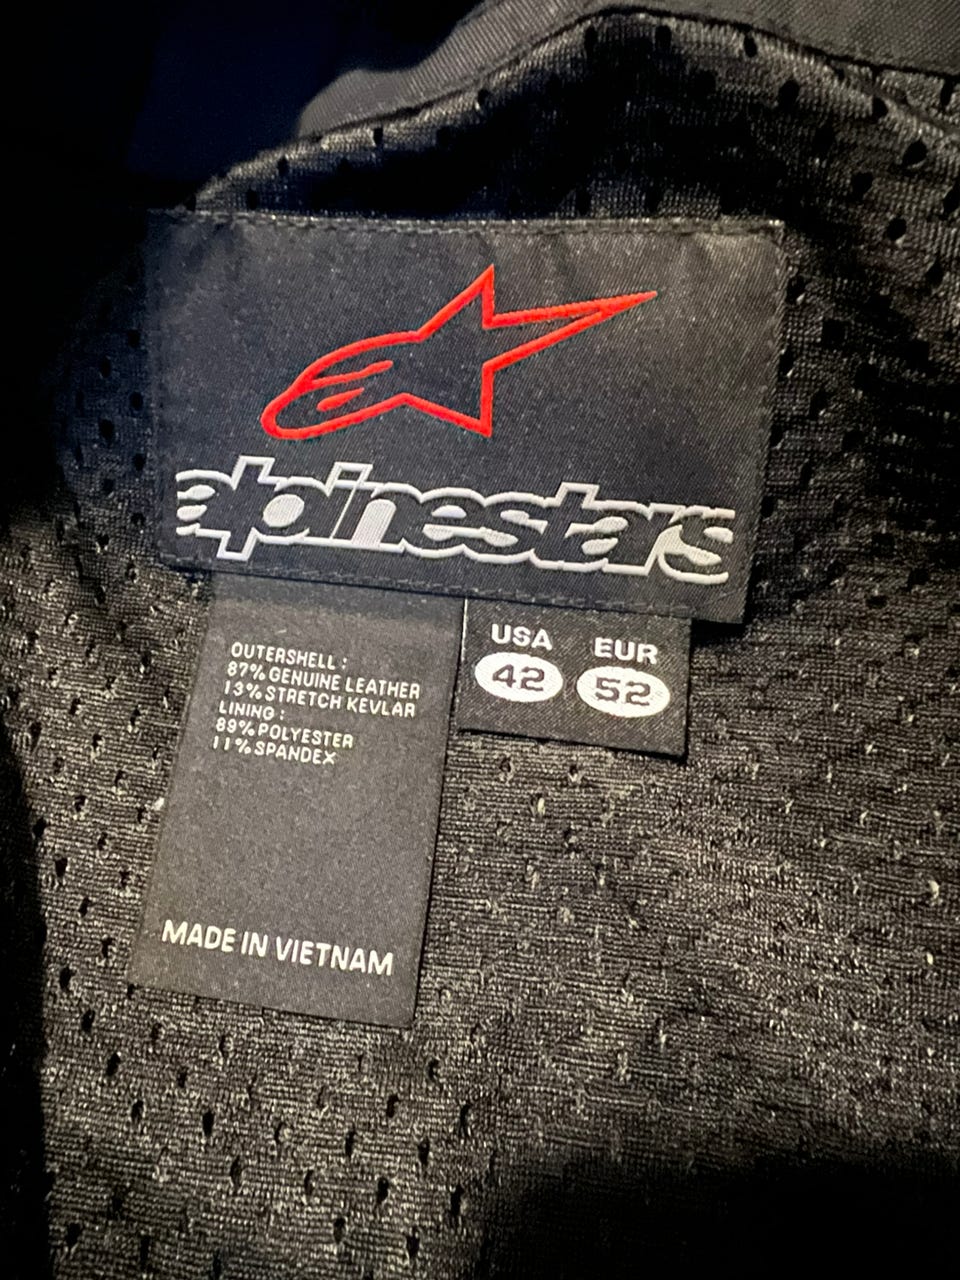 alpinestars
OUTERSHELL :
87% GENUINE LEATHER
13% STRETCH KEVLAR
LINING :
89% POLYESTER
11% SPANDEX
MADE IN VIETNAM
USA EUR
42 52